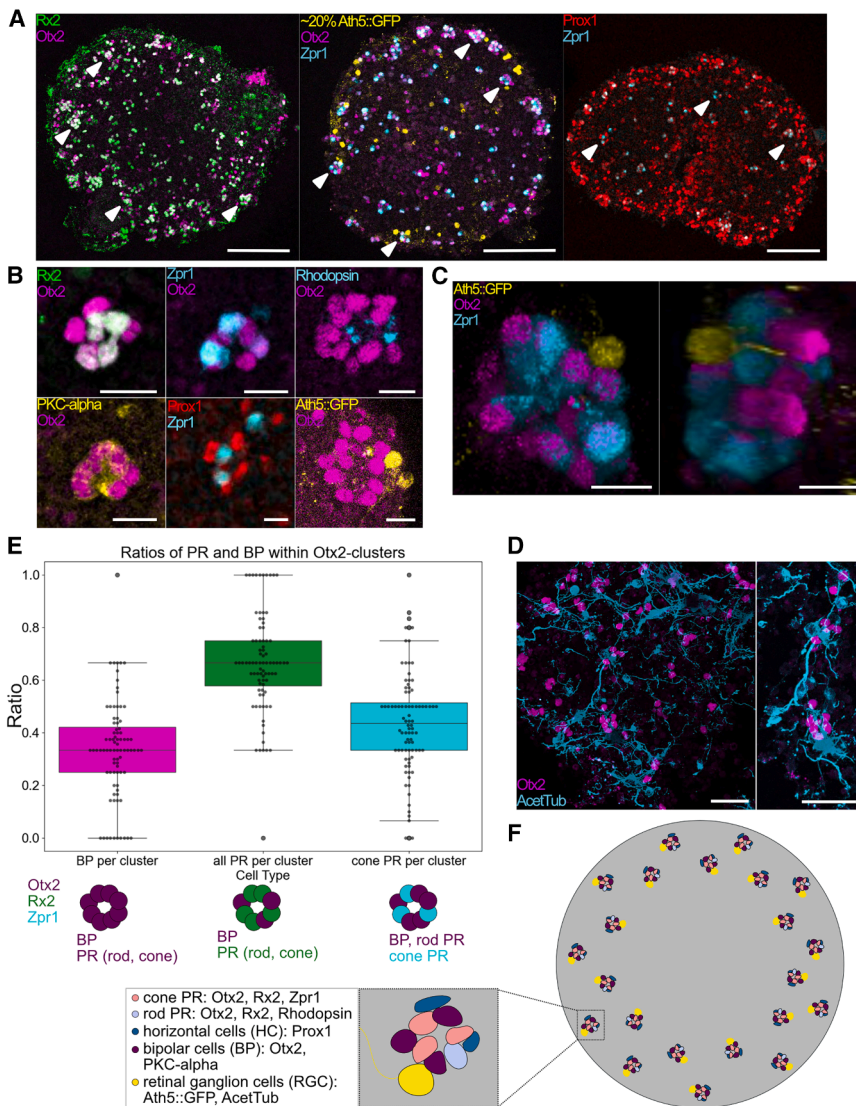 A
Rx2
Otx2
~20% Ath5::GFP
Otx2
Zpr1
Prox1
Zpr1
B
Rx2
Otx2
Zpr1
Otx2
Rhodopsin
Otx2
PKC-alpha
Otx2
Prox1
Zpr1
Ath5::GFP
Otx2
C
Ath5::GFP
Otx2
Zpr1
E
Ratios of PR and BP within Otx2-clusters
1.0
0.8
0.6
0.4
0.2
0.0
Ratio
BP per cluster
all PR per cluster
cone PR per cluster
Cell Type
Otx2
Rx2
Zpr1
BP
PR (rod, cone)
BP
PR (rod, cone)
BP, rod PR
cone PR
D
Otx2
AcetTub
F
cone PR: Otx2, Rx2, Zpr1
rod PR: Otx2, Rx2, Rhodopsin
horizontal cells (HC): Prox1
bipolar cells (BP): Otx2,
PKC-alpha
retinal ganglion cells (RGC):
Ath5::GFP, AcetTub